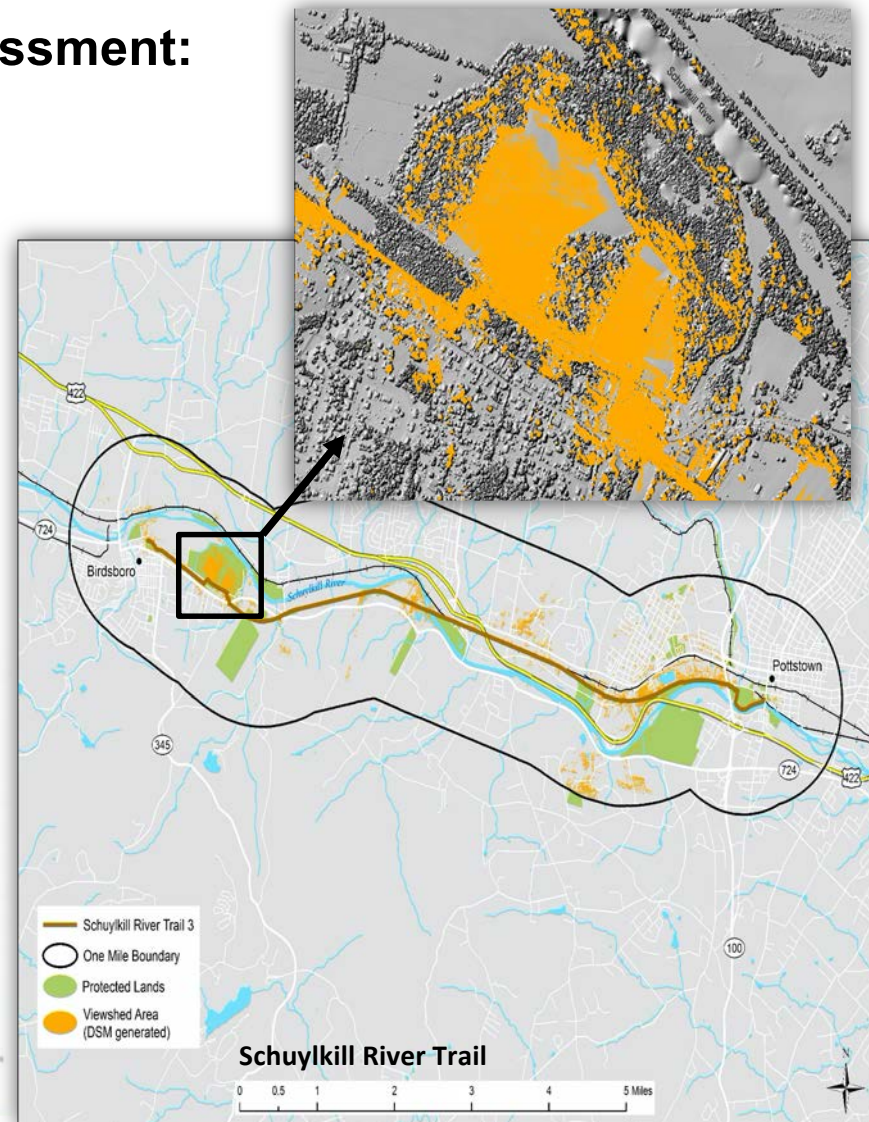 ssment:
Schuylkill River
422
724
Birdsboro
Schuylkill River
Pottstown
345
724
422
100
Schuylkill River Trail 3
One Mile Boundary
Protected Lands
Viewshed Area
(DSM generated)
Schuylkill River Trail
N
0 0.5 1 2 3 4 5 Miles